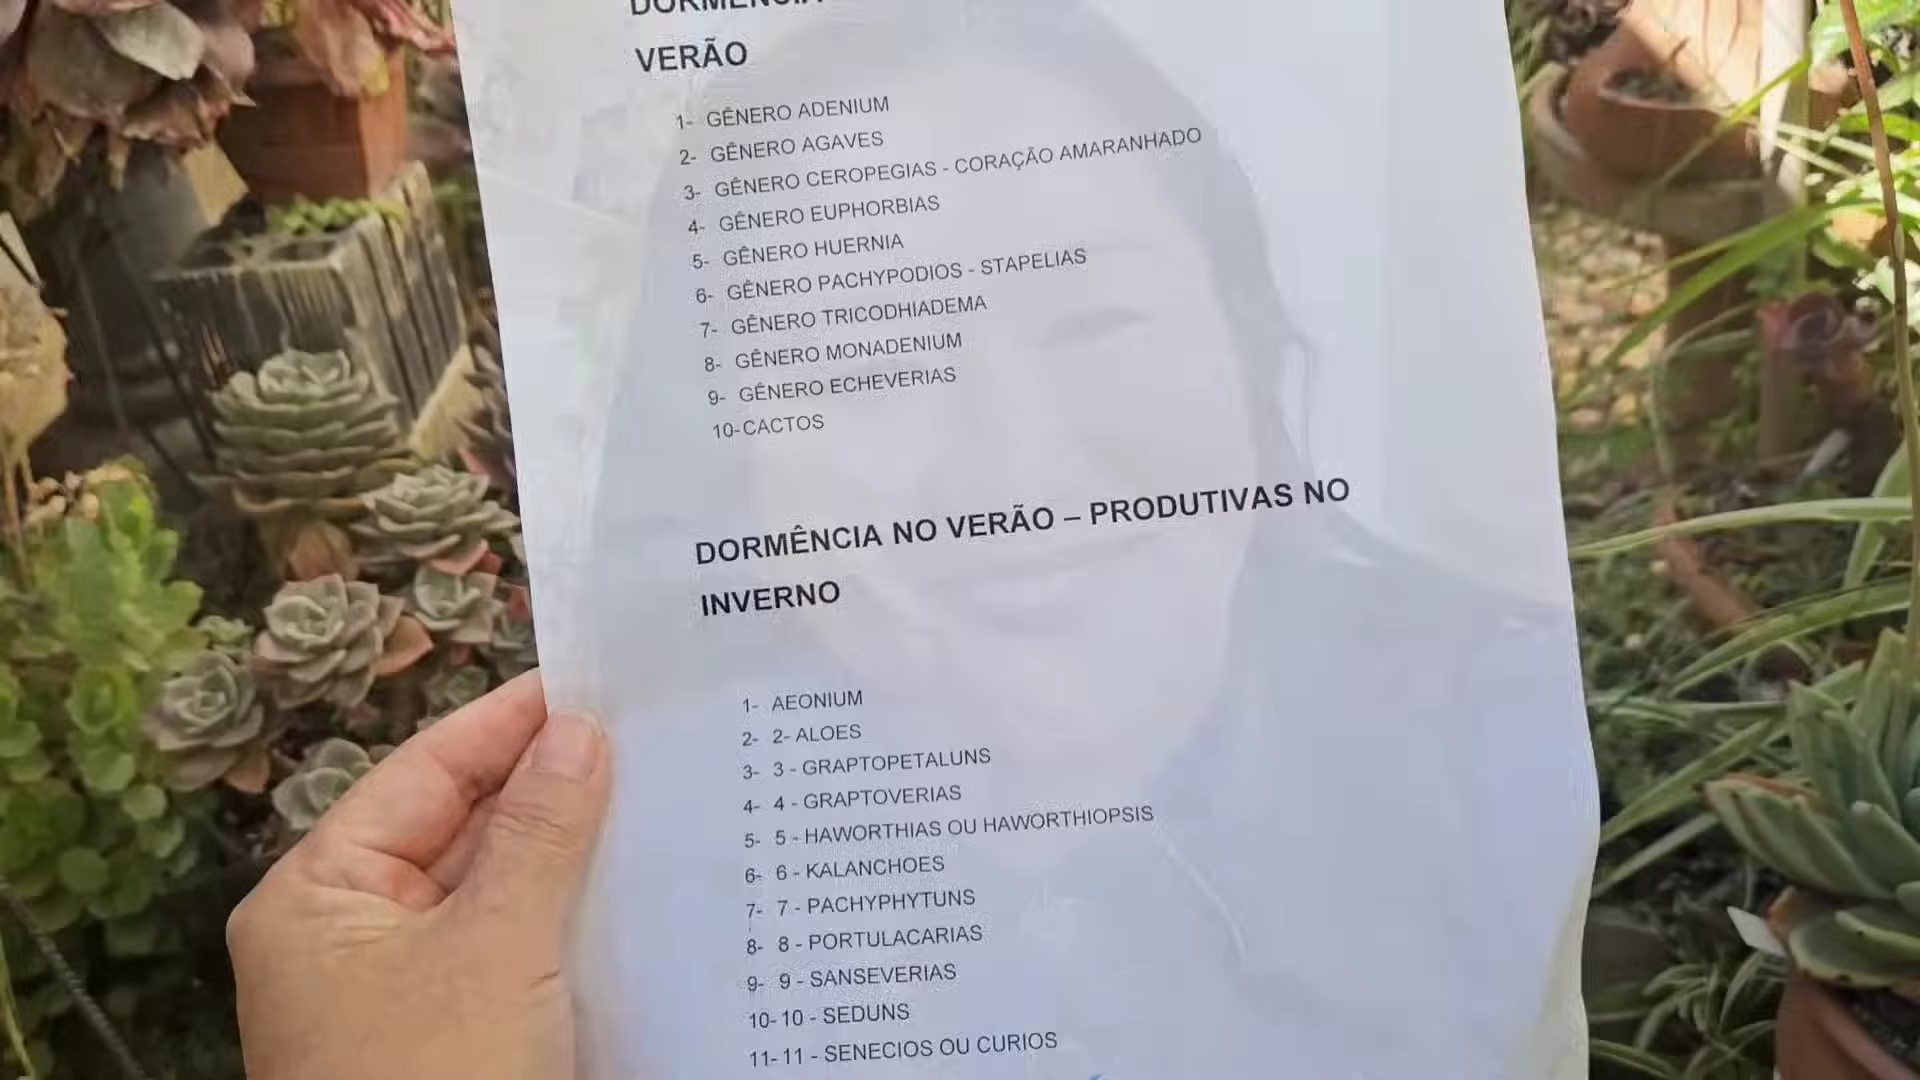 DORMÊNCIA
VERÃO
1- GÊNERO ADENIUM
2- GÊNERO AGAVES
3- GÊNERO CEROPEGIAS - CORAÇÃO AMARANHADO
4- GÊNERO EUPHORBIAS
5- GÊNERO HUERNIA
6- GÊNERO PACHYPODIOS - STAPELIAS
7- GÊNERO TRICODHIADEMA
8- GÊNERO MONADENIUM
9- GÊNERO ECHEVERIAS
10- CACTOS
DORMÊNCIA NO VERÃO – PRODUTIVAS NO
INVERNO
1- AEONIUM
2- 2- ALOES
3- 3 - GRAPTOPETALUNS
4- 4 - GRAPTOVERIAS
5- 5 - HAWORTHIAS OU HAWORTHIOPSIS
6- 6 - KALANCHOES
7- 7 - PACHYPHYTUNS
8- 8 - PORTULACARIAS
9- 9 - SANSEVERIAS
10- 10 - SEDUNS
11- 11 - SENECIOS OU CURIOS